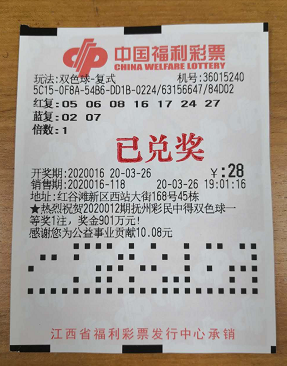 中国福利彩票
CHINA WELFARE LOTTERY
玩法:双色球-复式 机号:36015240
5C15-0F8A-54B6-DD1B-0224/63156647/84D02
红复:05 06 08 16 17 24 27
蓝复:02 07
倍数:1
已兑奖
开奖期:2020016 20-03-26 ¥:28
销售期:2020016-118 20-03-26 19:01:16
地址:红谷滩新区西站大街168号45栋
★热烈祝贺2020012期抚州彩民中得双色球一
等奖1注，奖金901万元!
感谢您为公益事业贡献10.08元
江西省福利彩票发行中心承销